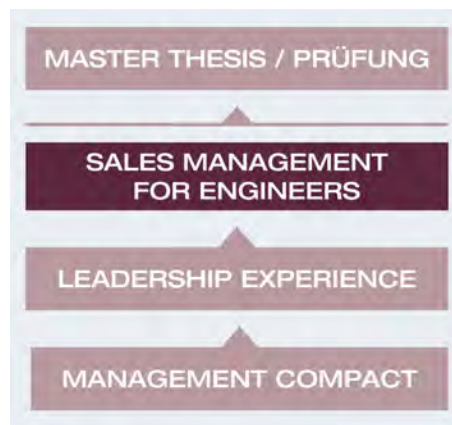 MASTER THESIS / PRÜFUNG
SALES MANAGEMENT
FOR ENGINEERS
LEADERSHIP EXPERIENCE
MANAGEMENT COMPACT